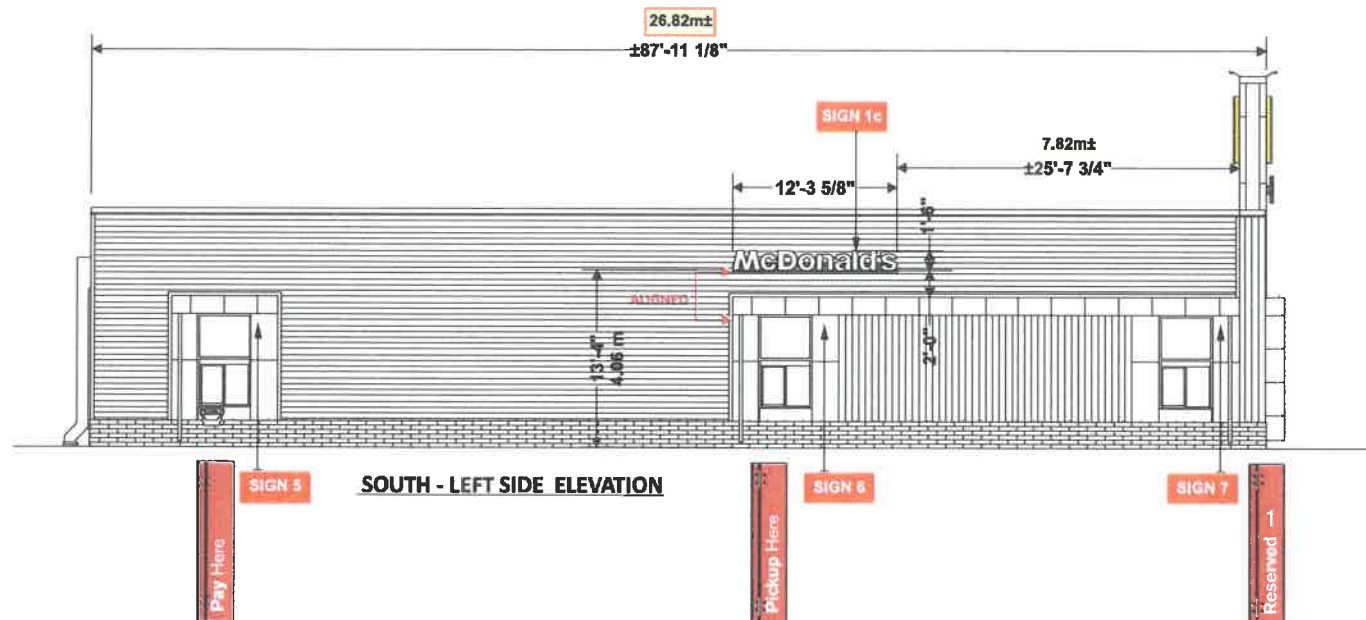 26.82m±
±87'-11 1/8"
SIGN 1c
7.82m±
±25'-7 3/4"
12'-3 5/8"
1'-6"
McDonald's
ALIGNED
13'-4"
4.06 m
2'-0"
SIGN 5
SOUTH - LEFT SIDE ELEVATION
SIGN 6
SIGN 7
Pay Here
Pickup Here
Reserved 1